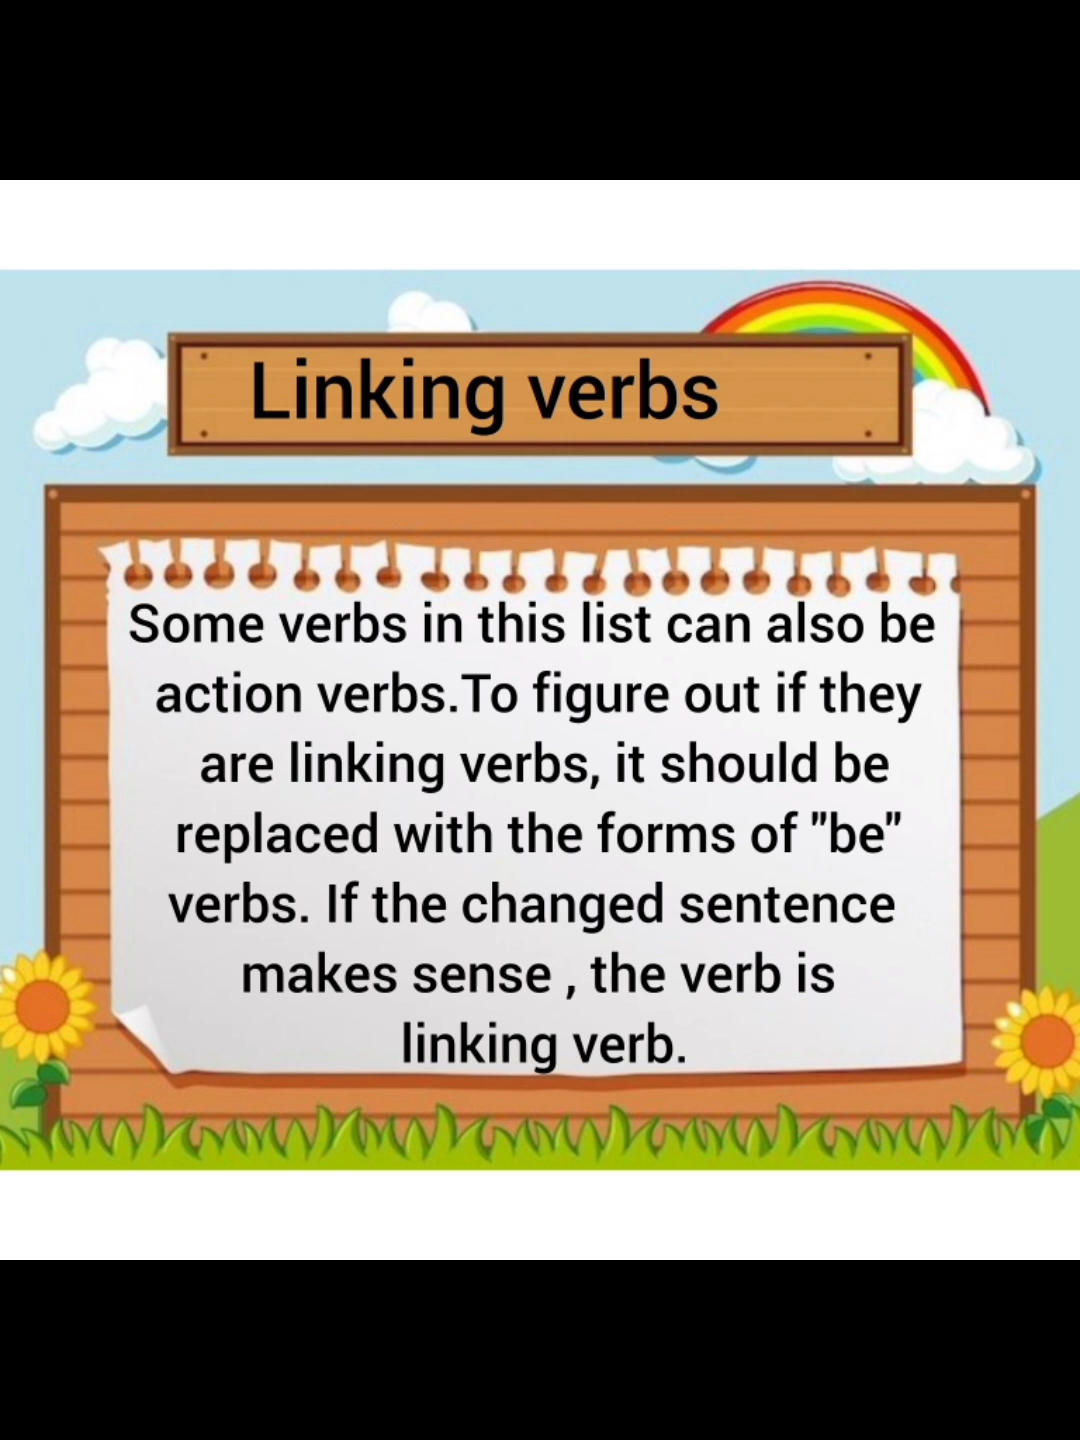 Linking verbs
Some verbs in this list can also be
action verbs.To figure out if they
are linking verbs, it should be
replaced with the forms of "be"
verbs. If the changed sentence
makes sense , the verb is
linking verb.